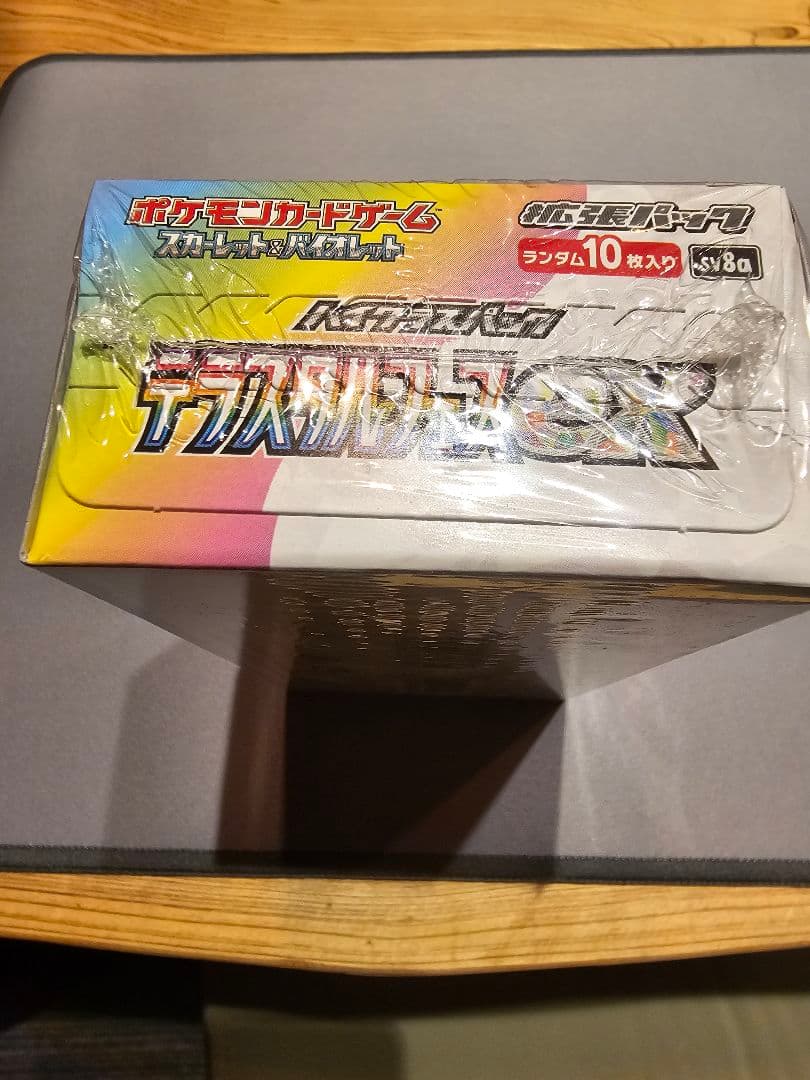 ポケモンカードゲーム
スカーレット&バイオレット
拡張パック
ランダム10枚入り
sv8a
ハイクラスパック
テラスタルフェスex